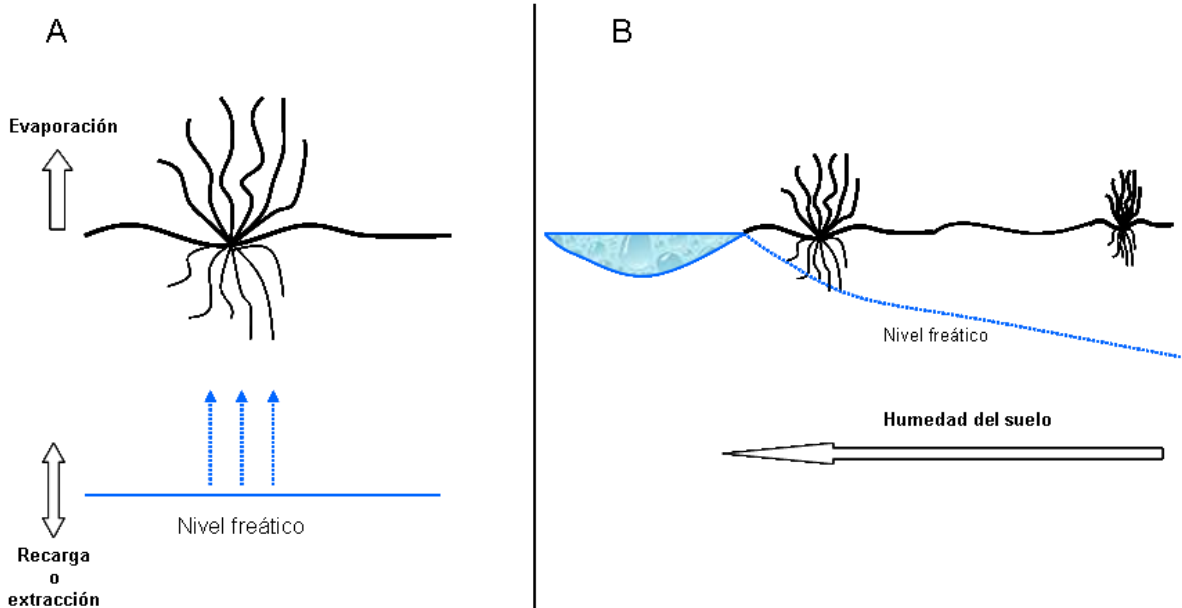 A
Evaporación
Nivel freático
Recarga
o
extracción
B
Nivel freático
Humedad del suelo